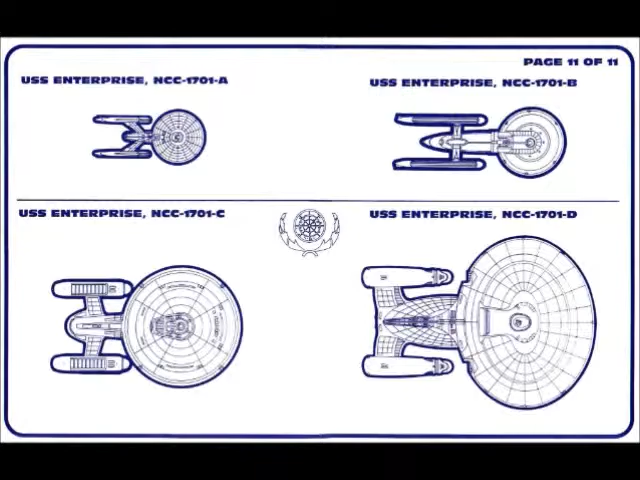 PAGE 11 OF 11
USS ENTERPRISE, NCC-1701-A
USS ENTERPRISE, NCC-1701-B
USS ENTERPRISE, NCC-1701-C
USS ENTERPRISE, NCC-1701-D